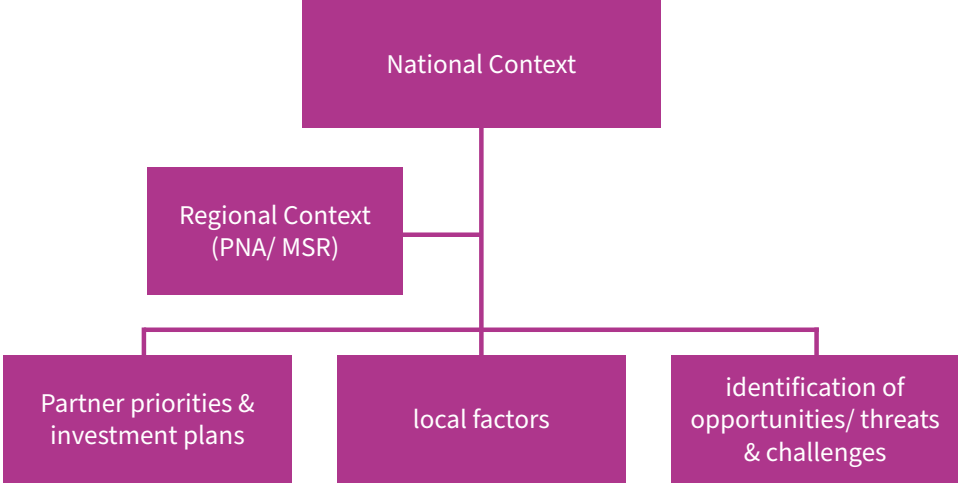 National Context
Regional Context
(PNA/ MSR)
Partner priorities &
investment plans
local factors
identification of
opportunities/ threats
& challenges